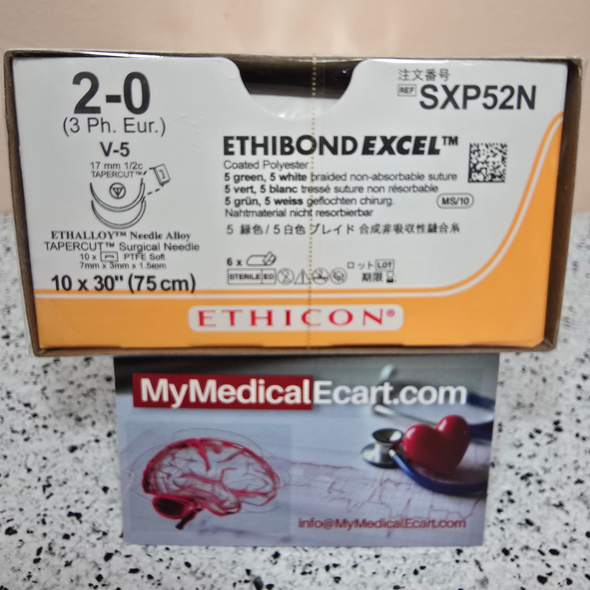 2-0
(3 Ph. Eur.)
V-5
17 mm 1/2c
TAPERCUT™
ETHALLOY™ Needle Alloy
TAPERCUT™ Surgical Needle
10 x PTFE Soft
7mm x 3mm x 1.5mm
10 x 30" (75 cm)
注文番号
REF SXP52N
ETHIBOND EXCEL™
Coated Polyester
5 green, 5 white braided non-absorbable suture
5 vert, 5 blanc tressé suture non résorbable
5 grün, 5 weiss geflochten chirurg.
Nahtmaterial nicht resorbierbar
MS/10
5 緑色 / 5 白色 ブレイド 合成非吸収性縫合糸
6 x
STERILE EO
ロット LOT
期限
ETHICON®
MyMedicalEcart.com
info@MyMedicalEcart.com